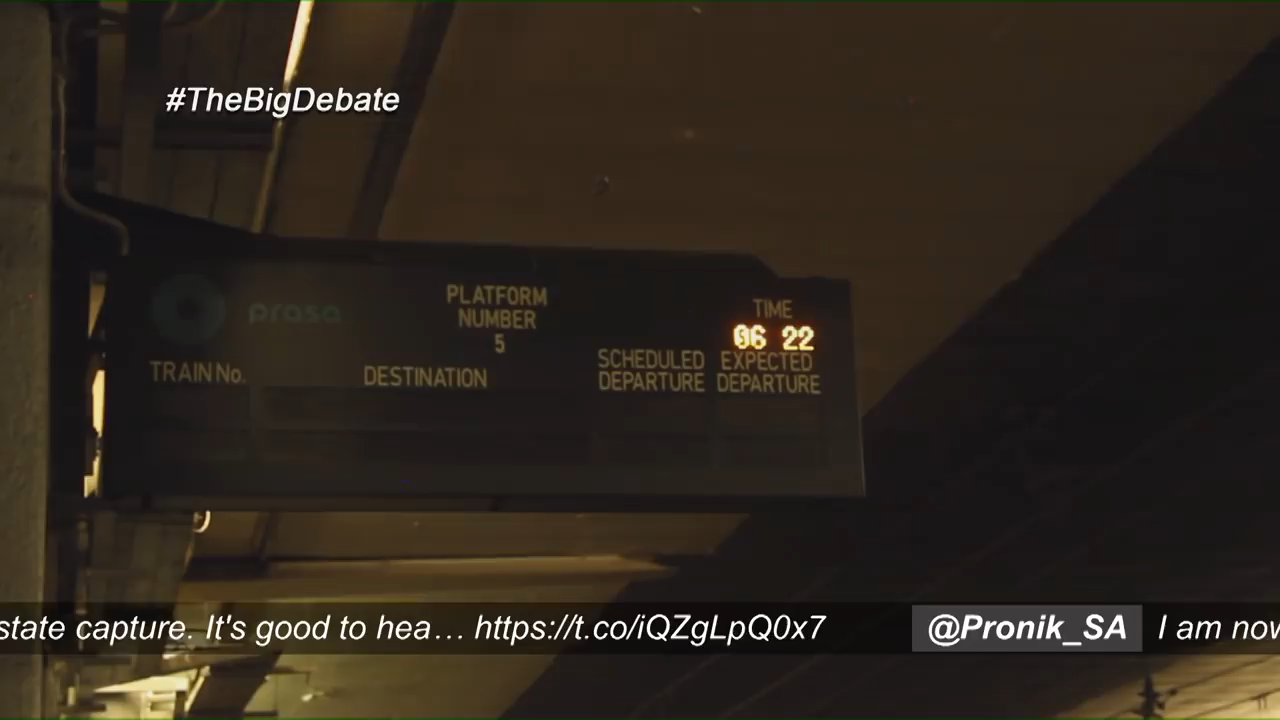 #TheBigDebate
prasa
PLATFORM
NUMBER
5
TIME
06 22
TRAIN No.
DESTINATION
SCHEDULED
DEPARTURE
EXPECTED
DEPARTURE
state capture. It's good to hea… https://t.co/iQZgLpQ0x7 @Pronik_SA I am now